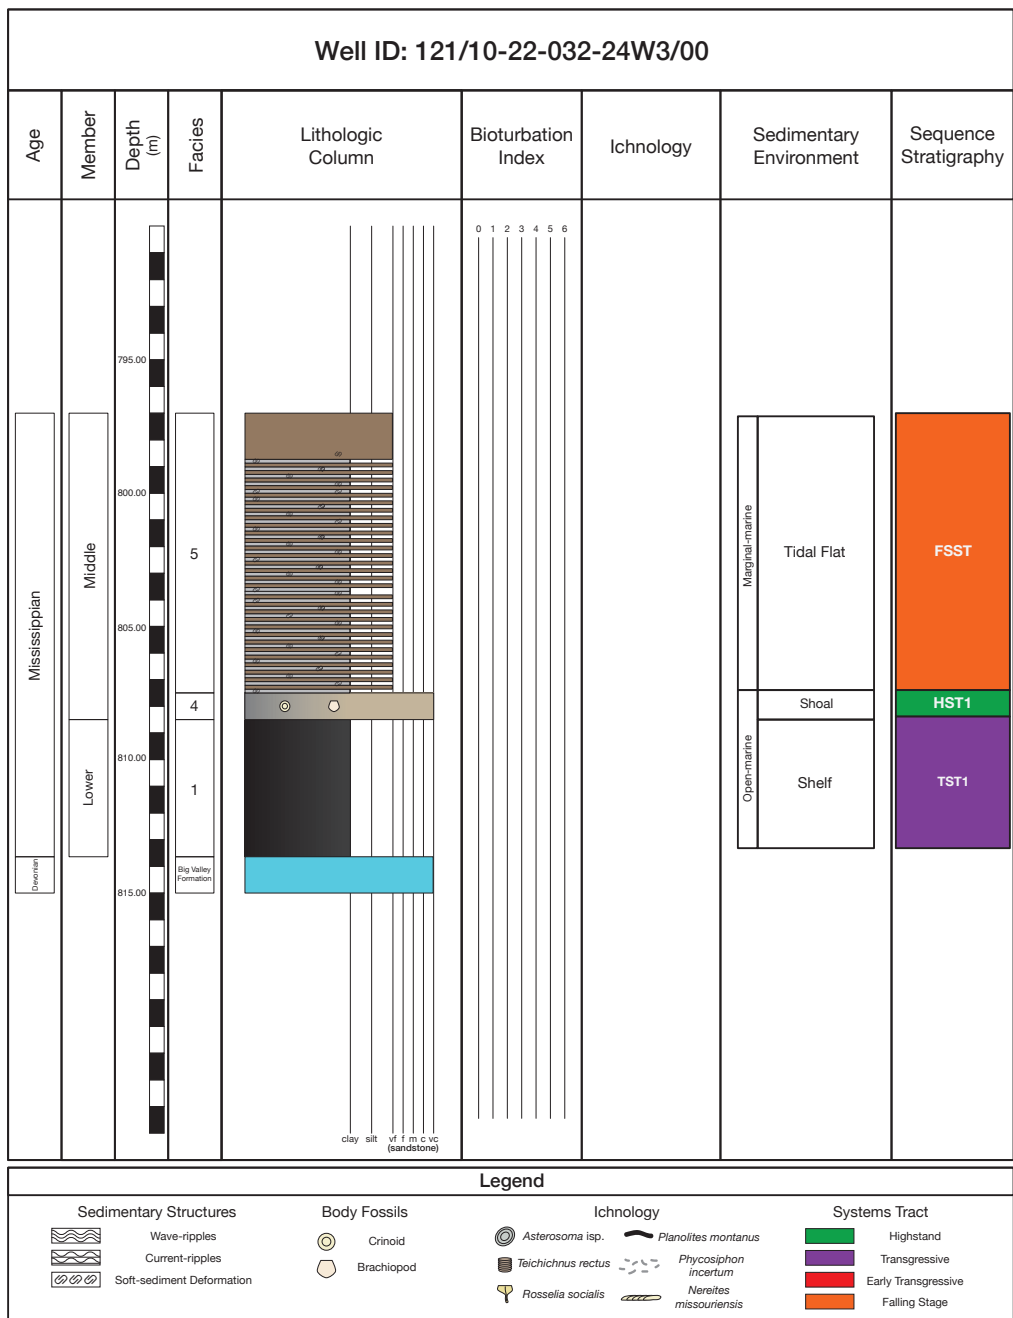 Well ID: 121/10-22-032-24W3/00
Age
Member
Depth
(m)
Facies
Lithologic
Column
Bioturbation
Index
Ichnology
Sedimentary
Environment
Sequence
Stratigraphy
0 1 2 3 4 5 6
795.00
800.00
805.00
810.00
815.00
Mississippian
Devonian
Middle
Lower
5
4
1
Big Valley
Formation
Marginal-marine
Open-marine
Tidal Flat
Shoal
Shelf
FSST
HST1
TST1
clay silt vf f m c vc
(sandstone)
Legend
Sedimentary Structures
Wave-ripples
Current-ripples
Soft-sediment Deformation
Body Fossils
Crinoid
Brachiopod
Ichnology
Asterosoma isp.
Teichichnus rectus
Rosselia socialis
Planolites montanus
Phycosiphon
incertum
Nereites
missouriensis
Systems Tract
Highstand
Transgressive
Early Transgressive
Falling Stage